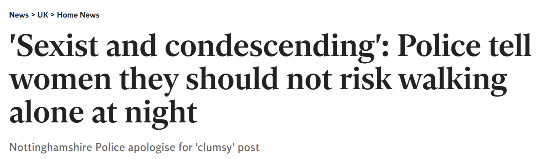 News > UK > Home News
'Sexist and condescending': Police tell
women they should not risk walking
alone at night
Nottinghamshire Police apologise for 'clumsy' post